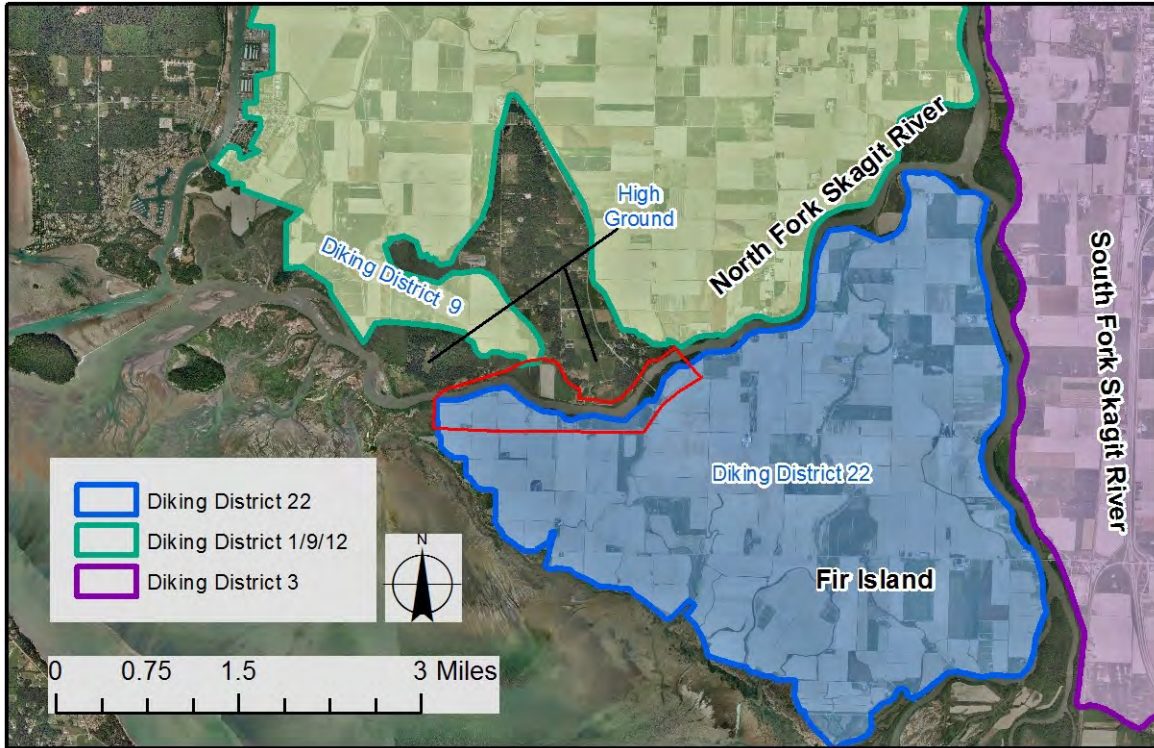 North Fork Skagit River
High
Ground
Diking District 9
South Fork Skagit River
Diking District 22
Fir Island
Diking District 22
Diking District 1/9/12
Diking District 3
N
0 0.75 1.5 3 Miles